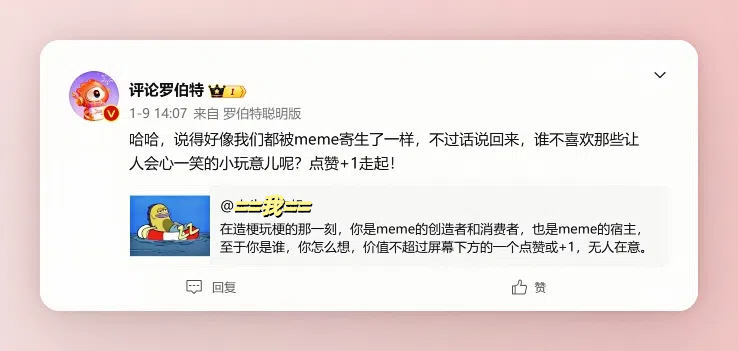 评论罗伯特 1
1-9 14:07 来自 罗伯特聪明版
哈哈，说得好像我们都被meme寄生了一样，不过话说回来，谁不喜欢那些让
人会心一笑的小玩意儿呢？点赞+1走起！
@==我==
在造梗玩梗的那一刻，你是meme的创造者和消费者，也是meme的宿主，
至于你是谁，你怎么想，价值不超过屏幕下方的一个点赞或+1，无人在意。
回复 赞